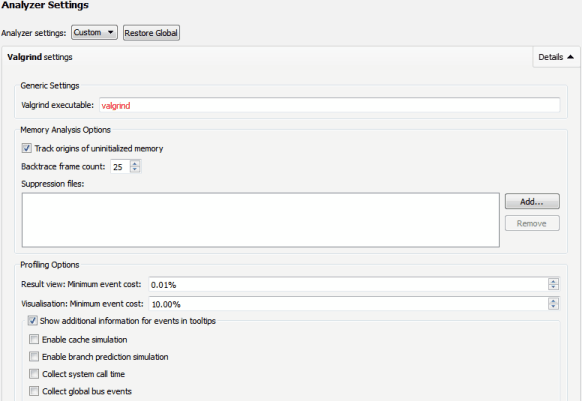 Analyzer Settings
Analyzer settings: Custom Restore Global
Valgrind settings Details
Generic Settings
Valgrind executable: valgrind
Memory Analysis Options
Track origins of uninitialized memory
Backtrace frame count: 25
Suppression files:
Add...
Remove
Profiling Options
Result view: Minimum event cost: 0.01%
Visualisation: Minimum event cost: 10.00%
Show additional information for events in tooltips
Enable cache simulation
Enable branch prediction simulation
Collect system call time
Collect global bus events